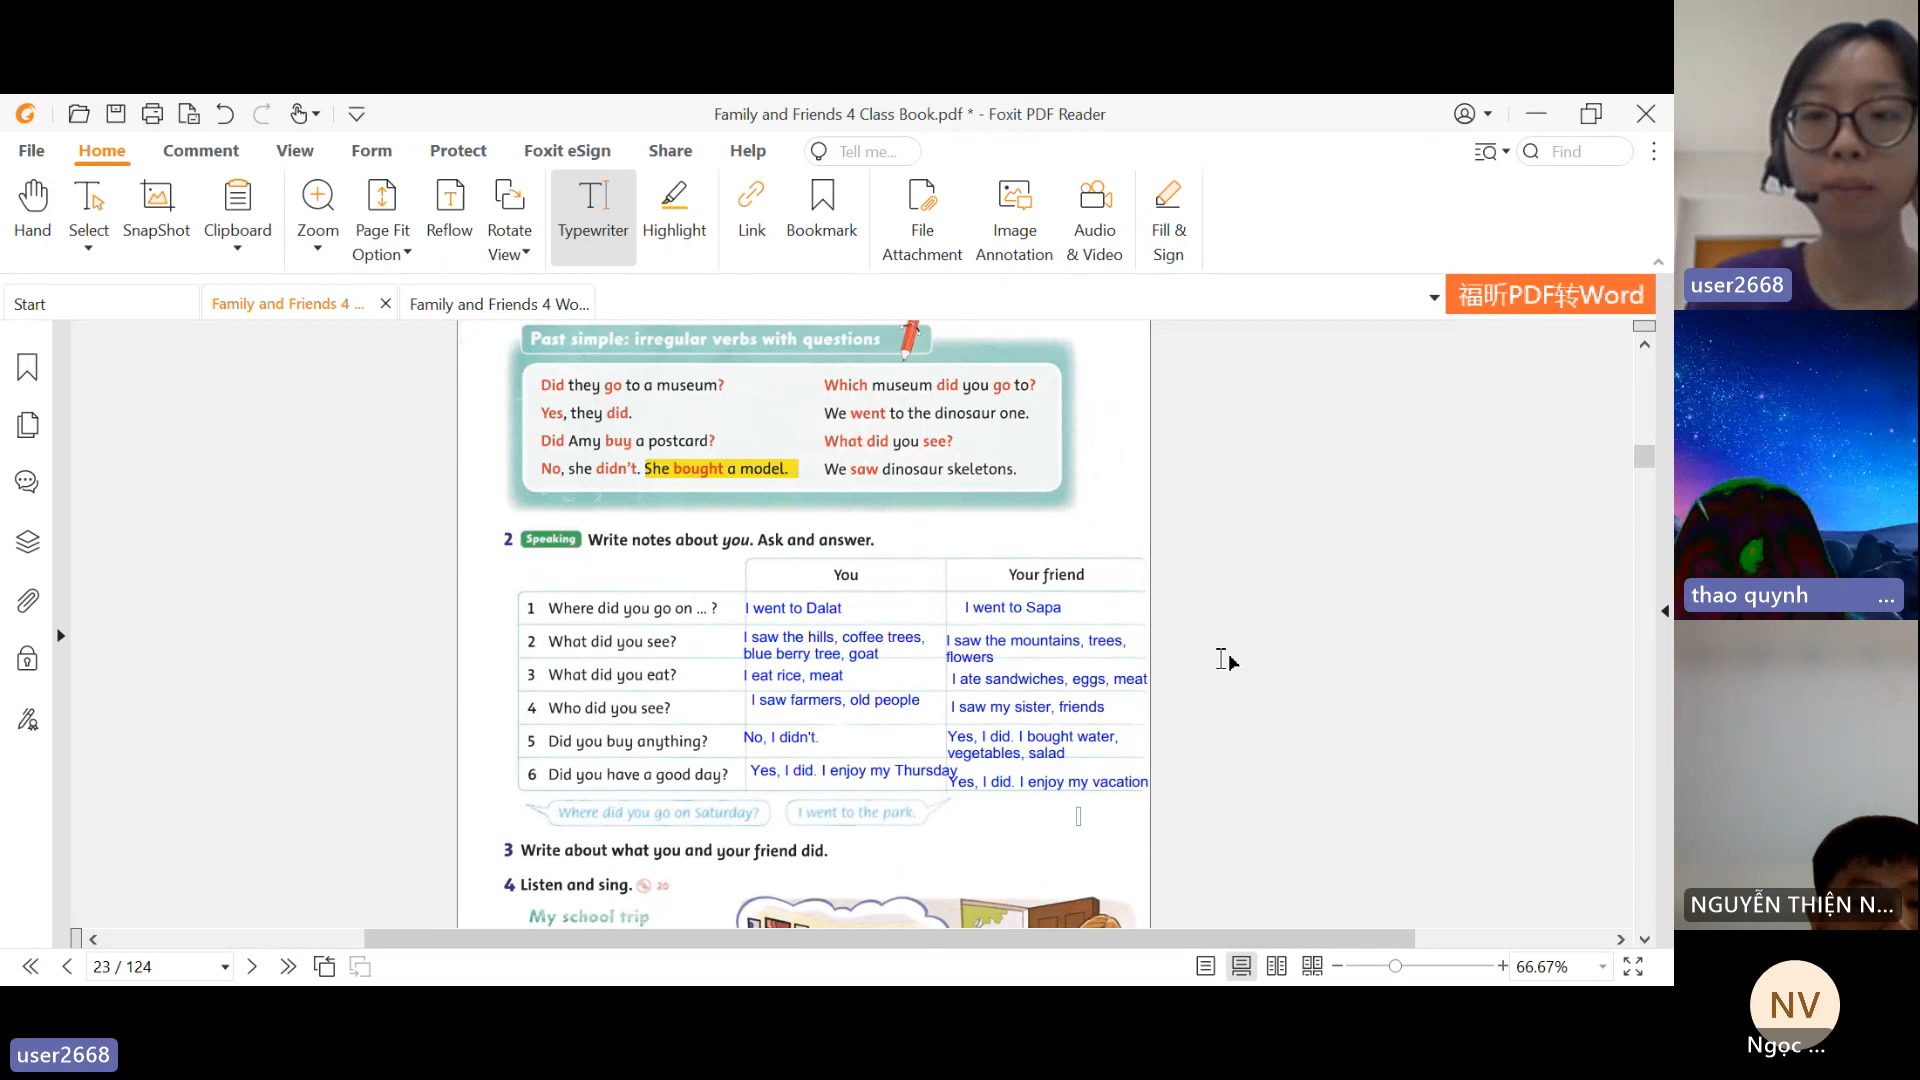 Family and Friends 4 Class Book.pdf * - Foxit PDF Reader
File Home Comment View Form Protect Foxit eSign Share Help Tell me... Find
Hand Select SnapShot Clipboard Zoom Page Fit Option Reflow Rotate View Typewriter Highlight Link Bookmark File Attachment Image Annotation Audio & Video Fill & Sign
Start Family and Friends 4 ... Family and Friends 4 Wo... 福昕PDF转Word
Past simple: irregular verbs with questions
Did they go to a museum? Which museum did you go to?
Yes, they did. We went to the dinosaur one.
Did Amy buy a postcard? What did you see?
No, she didn't. She bought a model. We saw dinosaur skeletons.
2 Speaking Write notes about you. Ask and answer.
You Your friend
1 Where did you go on ... ? I went to Dalat I went to Sapa
2 What did you see? I saw the hills, coffee trees, blue berry tree, goat I saw the mountains, trees, flowers
3 What did you eat? I eat rice, meat I ate sandwiches, eggs, meat
4 Who did you see? I saw farmers, old people I saw my sister, friends
5 Did you buy anything? No, I didn't. Yes, I did. I bought water, vegetables, salad
6 Did you have a good day? Yes, I did. I enjoy my Thursday Yes, I did. I enjoy my vacation
Where did you go on Saturday? I went to the park.
3 Write about what you and your friend did.
4 Listen and sing. 20
My school trip
23 / 124 66.67%
user2668
thao quynh ...
NGUYỄN THIỆN N...
NV
Ngọc ...
user2668